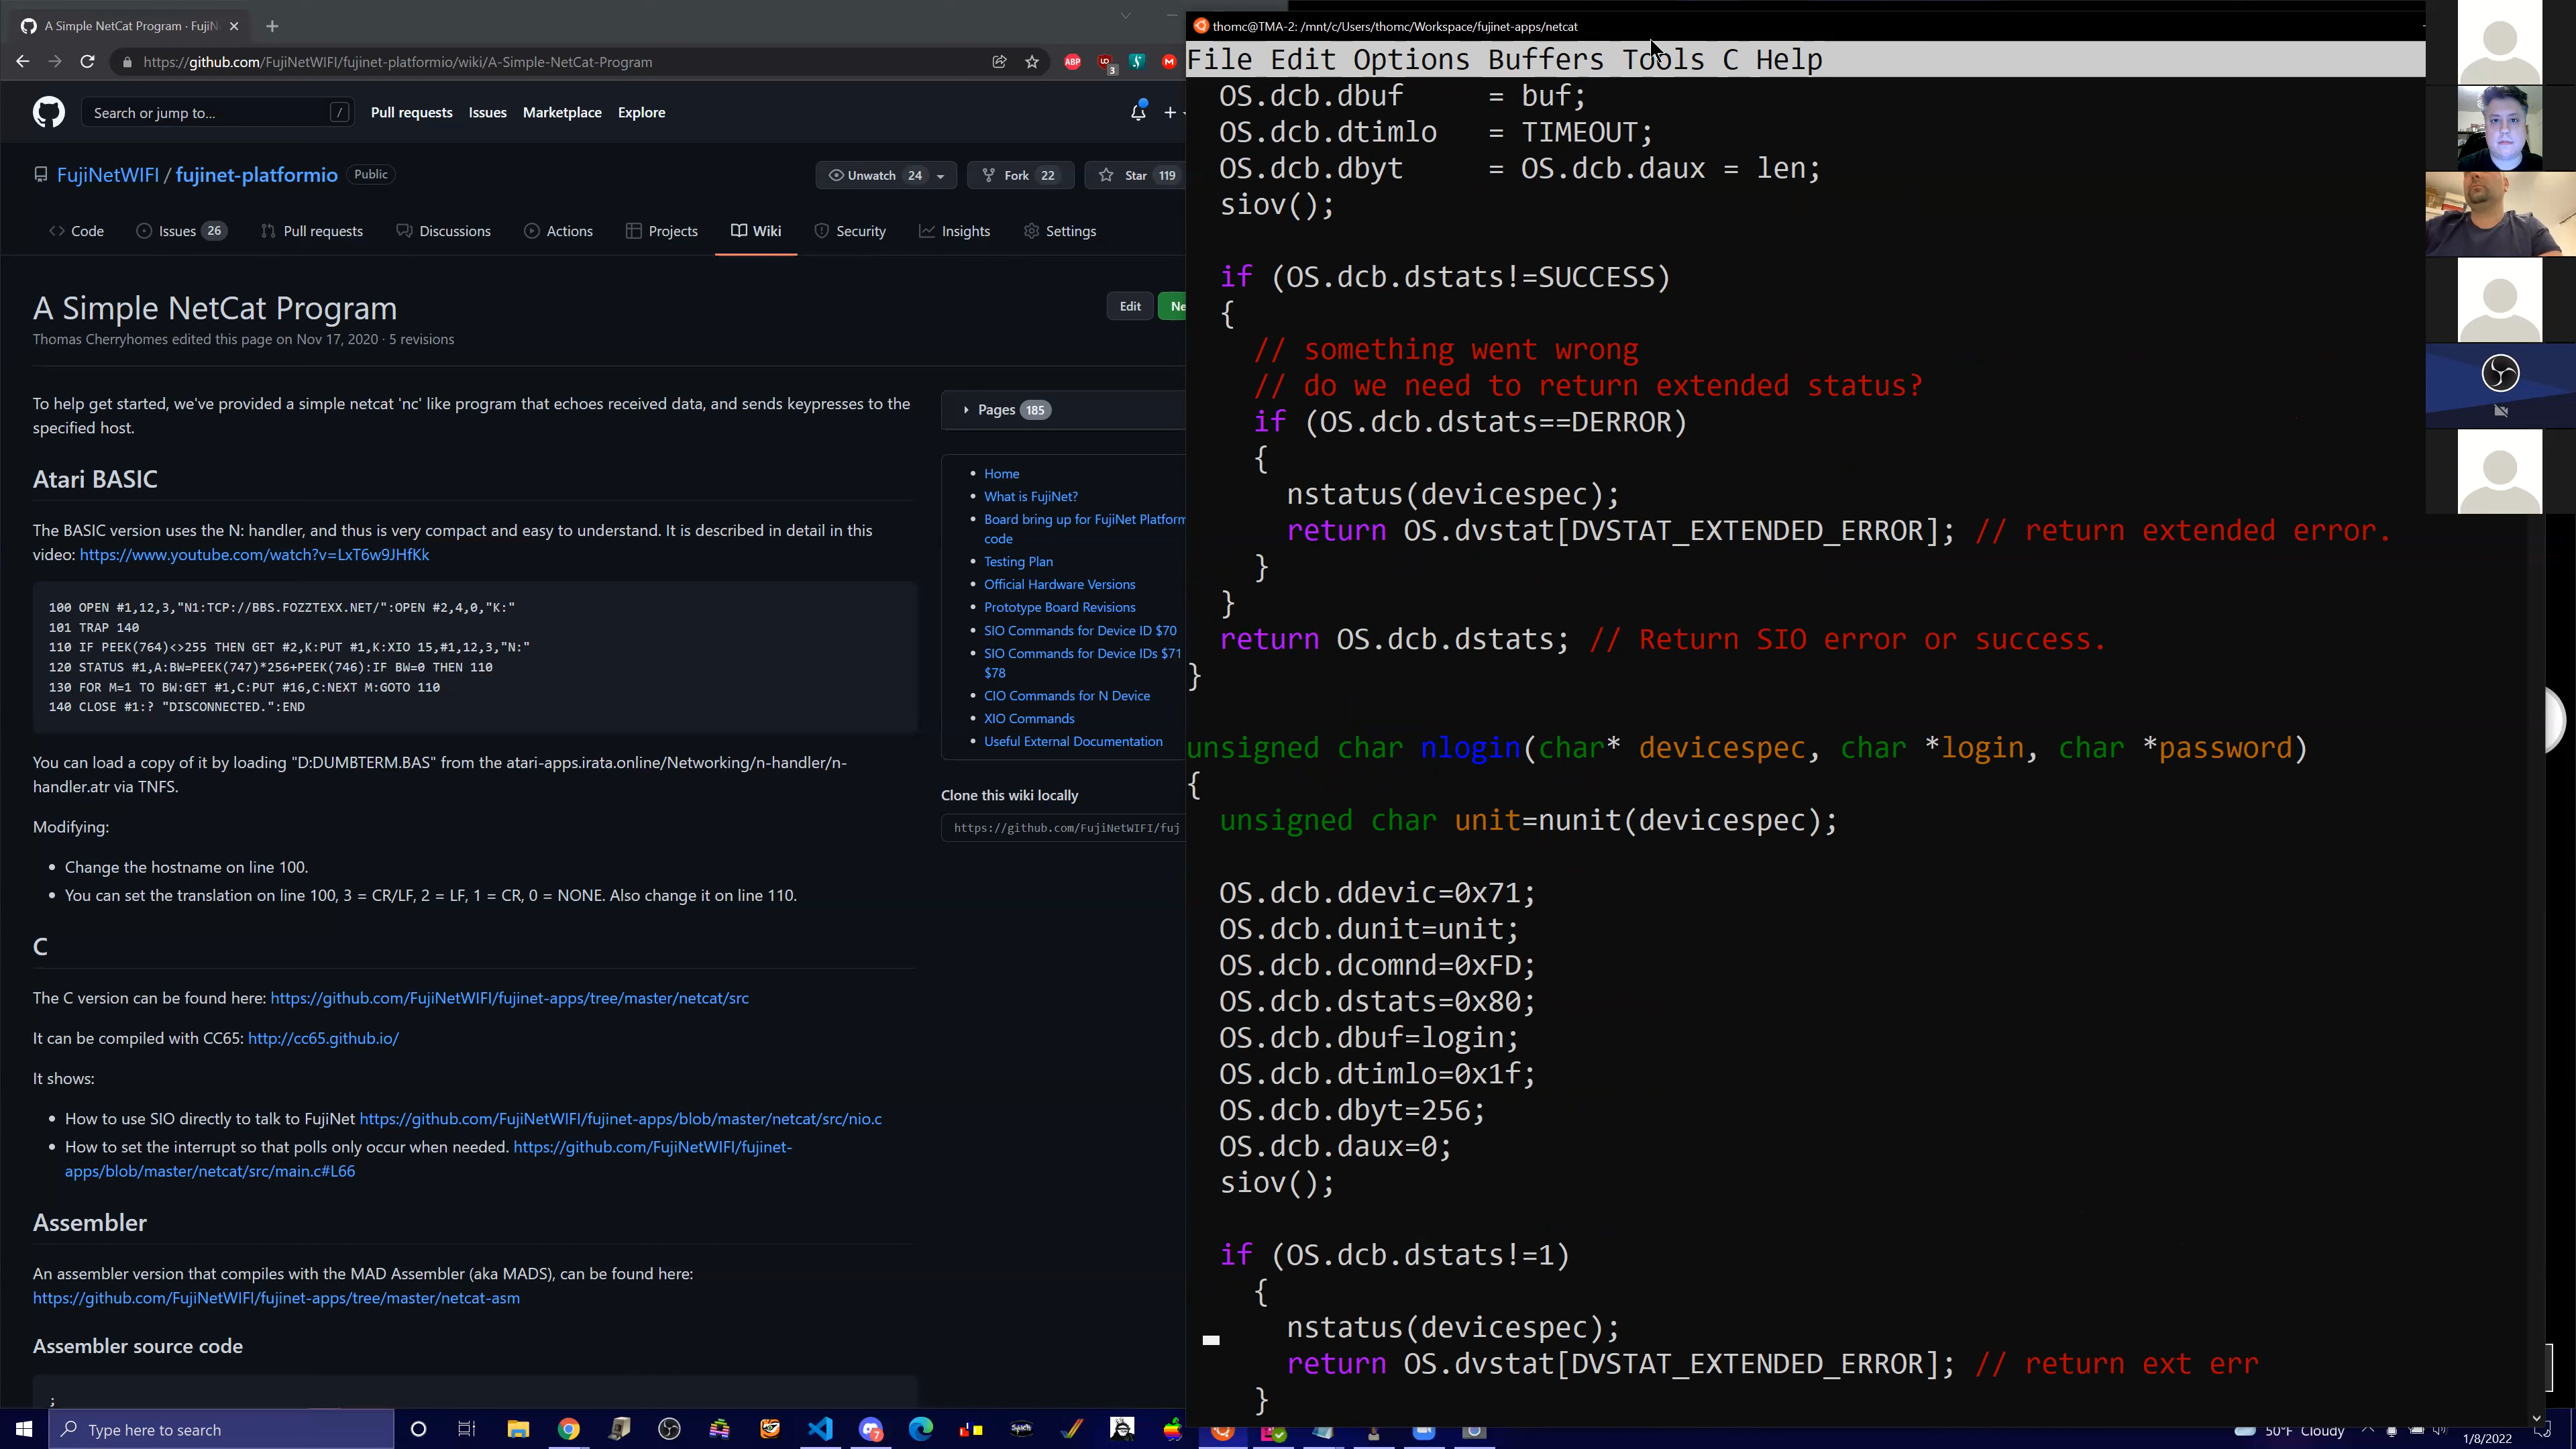 A Simple NetCat Program · FujiN
https://github.com/FujiNetWIFI/fujinet-platformio/wiki/A-Simple-NetCat-Program
ABP
3
Search or jump to...
/
Pull requests
Issues
Marketplace
Explore
FujiNetWIFI / fujinet-platformio
Public
Unwatch 24
Fork 22
Star 119
Code
Issues 26
Pull requests
Discussions
Actions
Projects
Wiki
Security
Insights
Settings
A Simple NetCat Program
Edit
Ne
Thomas Cherryhomes edited this page on Nov 17, 2020 · 5 revisions
To help get started, we've provided a simple netcat 'nc' like program that echoes received data, and sends keypresses to the
specified host.
Atari BASIC
The BASIC version uses the N: handler, and thus is very compact and easy to understand. It is described in detail in this
video: https://www.youtube.com/watch?v=LxT6w9JHfKk
100 OPEN #1,12,3,"N1:TCP://BBS.FOZZTEXX.NET/":OPEN #2,4,0,"K:"
101 TRAP 140
110 IF PEEK(764)<>255 THEN GET #2,K:PUT #1,K:XIO 15,#1,12,3,"N:"
120 STATUS #1,A:BW=PEEK(747)*256+PEEK(746):IF BW=0 THEN 110
130 FOR M=1 TO BW:GET #1,C:PUT #16,C:NEXT M:GOTO 110
140 CLOSE #1:? "DISCONNECTED.":END
You can load a copy of it by loading "D:DUMBTERM.BAS" from the atari-apps.irata.online/Networking/n-handler/n-
handler.atr via TNFS.
Modifying:
• Change the hostname on line 100.
• You can set the translation on line 100, 3 = CR/LF, 2 = LF, 1 = CR, 0 = NONE. Also change it on line 110.
C
The C version can be found here: https://github.com/FujiNetWIFI/fujinet-apps/tree/master/netcat/src
It can be compiled with CC65: http://cc65.github.io/
It shows:
• How to use SIO directly to talk to FujiNet https://github.com/FujiNetWIFI/fujinet-apps/blob/master/netcat/src/nio.c
• How to set the interrupt so that polls only occur when needed. https://github.com/FujiNetWIFI/fujinet-
apps/blob/master/netcat/src/main.c#L66
Assembler
An assembler version that compiles with the MAD Assembler (aka MADS), can be found here:
https://github.com/FujiNetWIFI/fujinet-apps/tree/master/netcat-asm
Assembler source code
;
Pages 185
• Home
• What is FujiNet?
• Board bring up for FujiNet Platform
code
• Testing Plan
• Official Hardware Versions
• Prototype Board Revisions
• SIO Commands for Device ID $70
• SIO Commands for Device IDs $71
$78
• CIO Commands for N Device
• XIO Commands
• Useful External Documentation
Clone this wiki locally
https://github.com/FujiNetWIFI/fuj
thomc@TMA-2: /mnt/c/Users/thomc/Workspace/fujinet-apps/netcat
File Edit Options Buffers Tools C Help
OS.dcb.dbuf = buf;
OS.dcb.dtimlo = TIMEOUT;
OS.dcb.dbyt = OS.dcb.daux = len;
siov();
if (OS.dcb.dstats!=SUCCESS)
{
// something went wrong
// do we need to return extended status?
if (OS.dcb.dstats==DERROR)
{
nstatus(devicespec);
return OS.dvstat[DVSTAT_EXTENDED_ERROR]; // return extended error.
}
}
return OS.dcb.dstats; // Return SIO error or success.
}
unsigned char nlogin(char* devicespec, char *login, char *password)
{
unsigned char unit=nunit(devicespec);
OS.dcb.ddevic=0x71;
OS.dcb.dunit=unit;
OS.dcb.dcomnd=0xFD;
OS.dcb.dstats=0x80;
OS.dcb.dbuf=login;
OS.dcb.dtimlo=0x1f;
OS.dcb.dbyt=256;
OS.dcb.daux=0;
siov();
if (OS.dcb.dstats!=1)
{
nstatus(devicespec);
return OS.dvstat[DVSTAT_EXTENDED_ERROR]; // return ext err
}
Type here to search
7
50°F Cloudy
1/8/2022